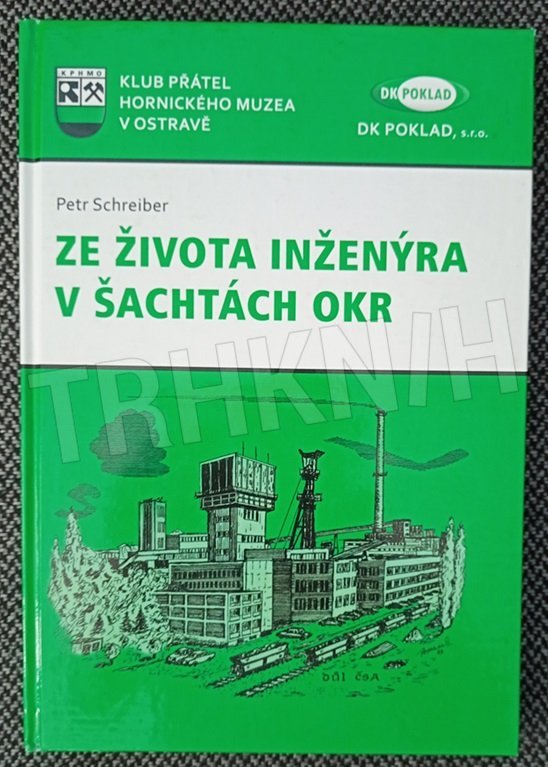 KPHMO
KLUB PŘÁTEL
HORNICKÉHO MUZEA
V OSTRAVĚ
DK POKLAD
DK POKLAD, s.r.o.
Petr Schreiber
ZE ŽIVOTA INŽENÝRA
V ŠACHTÁCH OKR
TRHKNIH
DŮL ČSA